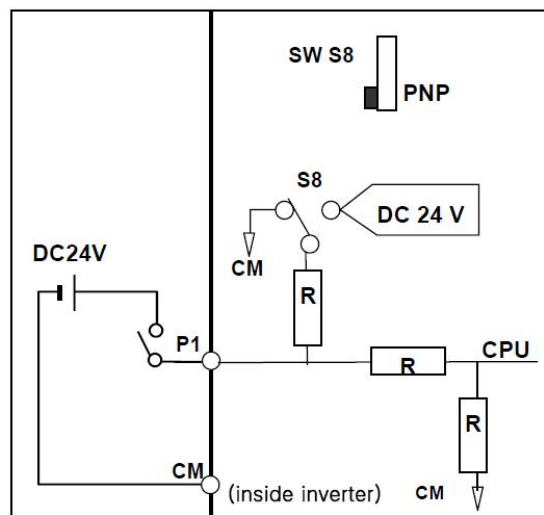 SW S8
PNP
S8
DC 24 V
CM
DC24V
R
P1
R
CPU
R
CM
(inside inverter)
CM